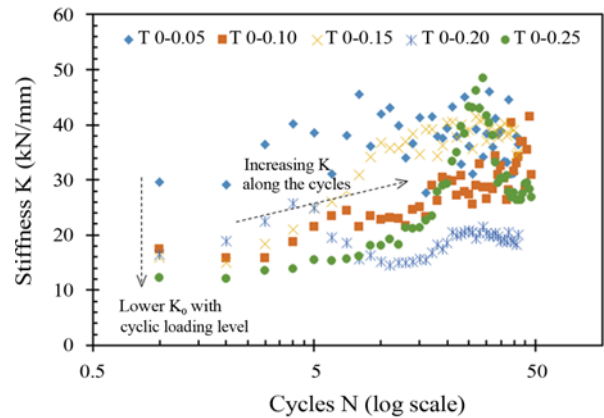 60
50
40
30
20
10
0
Stiffness K (kN/mm)
T 0-0.05 T 0-0.10 T 0-0.15 T 0-0.20 T 0-0.25
Increasing K
along the cycles
Lower K₀ with
cyclic loading level
0.5 5 50
Cycles N (log scale)